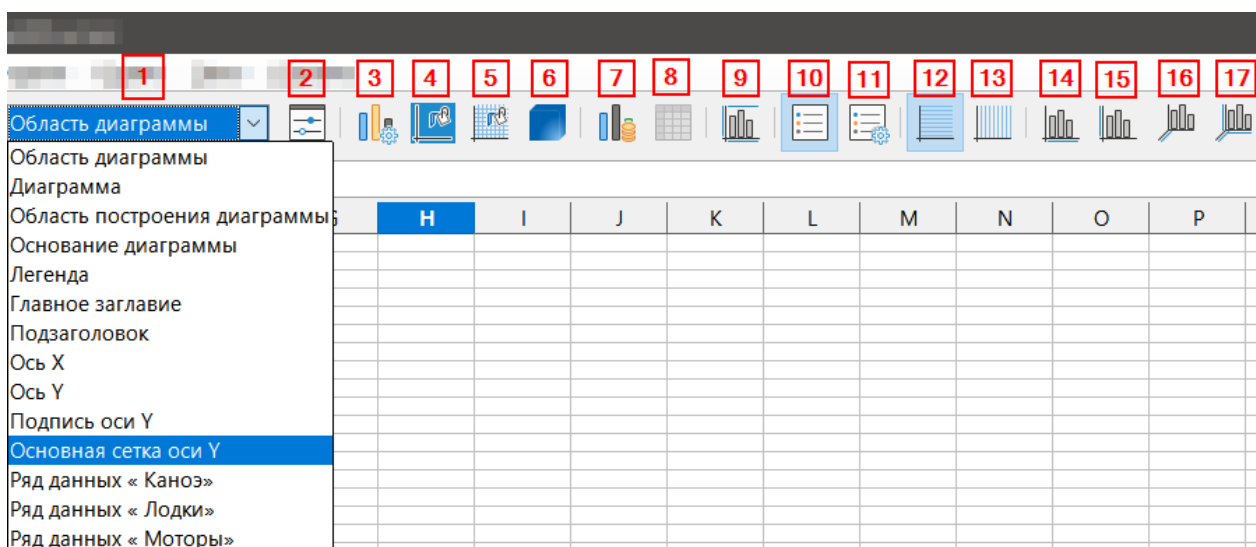 1 2 3 4 5 6 7 8 9 10 11 12 13 14 15 16 17
Область диаграммы
Область диаграммы
Диаграмма
Область построения диаграммы
H I J K L M N O P
Основание диаграммы
Легенда
Главное заглавие
Подзаголовок
Ось X
Ось Y
Подпись оси Y
Основная сетка оси Y
Ряд данных « Каноэ»
Ряд данных « Лодки»
Ряд данных « Моторы»